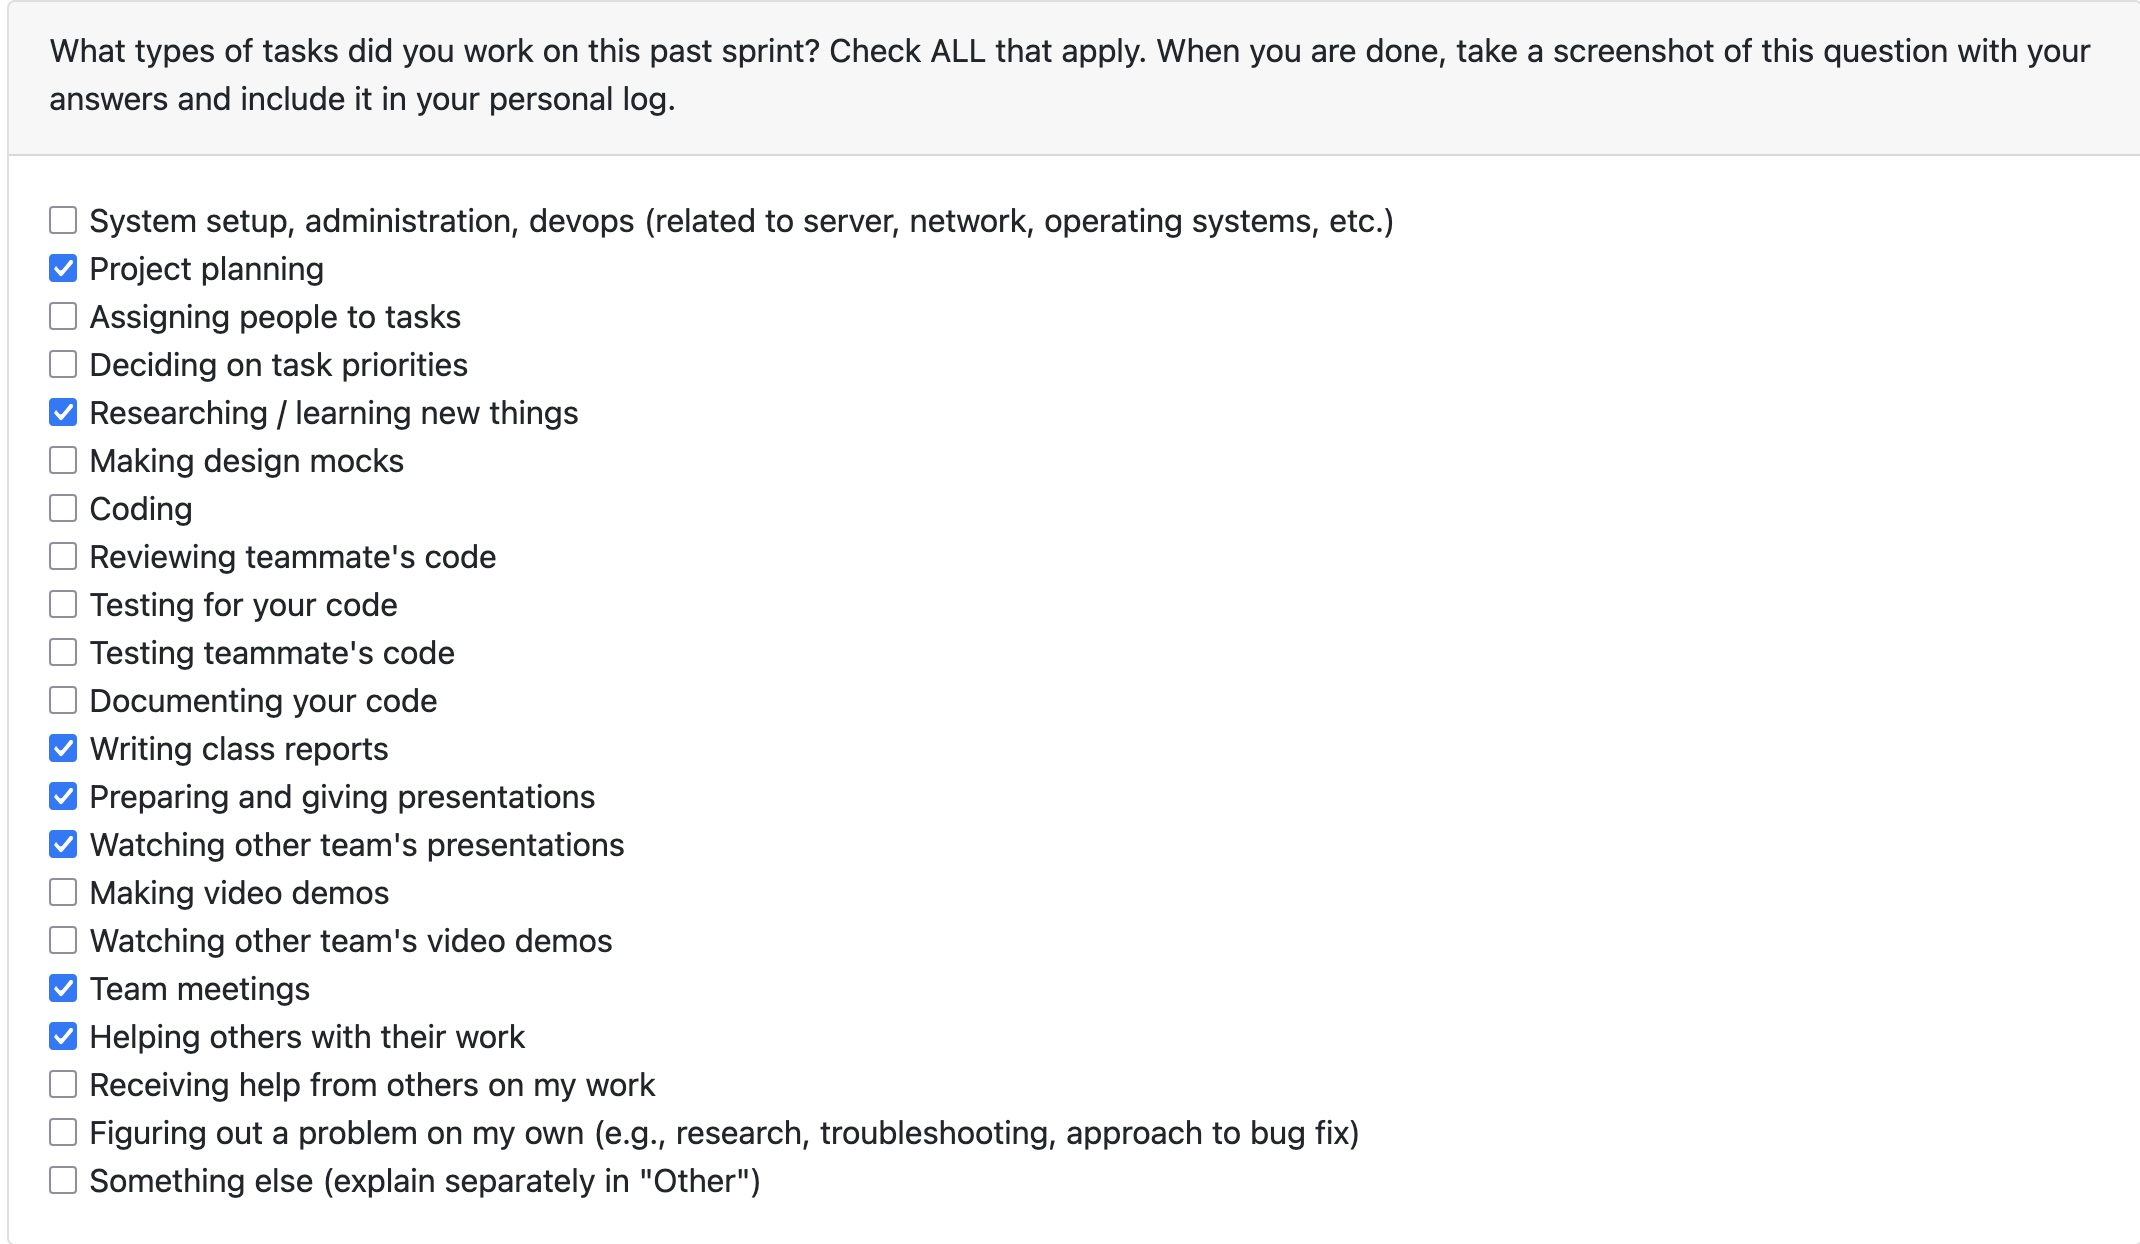 What types of tasks did you work on this past sprint? Check ALL that apply. When you are done, take a screenshot of this question with your
answers and include it in your personal log.
System setup, administration, devops (related to server, network, operating systems, etc.)
Project planning
Assigning people to tasks
Deciding on task priorities
Researching / learning new things
Making design mocks
Coding
Reviewing teammate's code
Testing for your code
Testing teammate's code
Documenting your code
Writing class reports
Preparing and giving presentations
Watching other team's presentations
Making video demos
Watching other team's video demos
Team meetings
Helping others with their work
Receiving help from others on my work
Figuring out a problem on my own (e.g., research, troubleshooting, approach to bug fix)
Something else (explain separately in "Other")